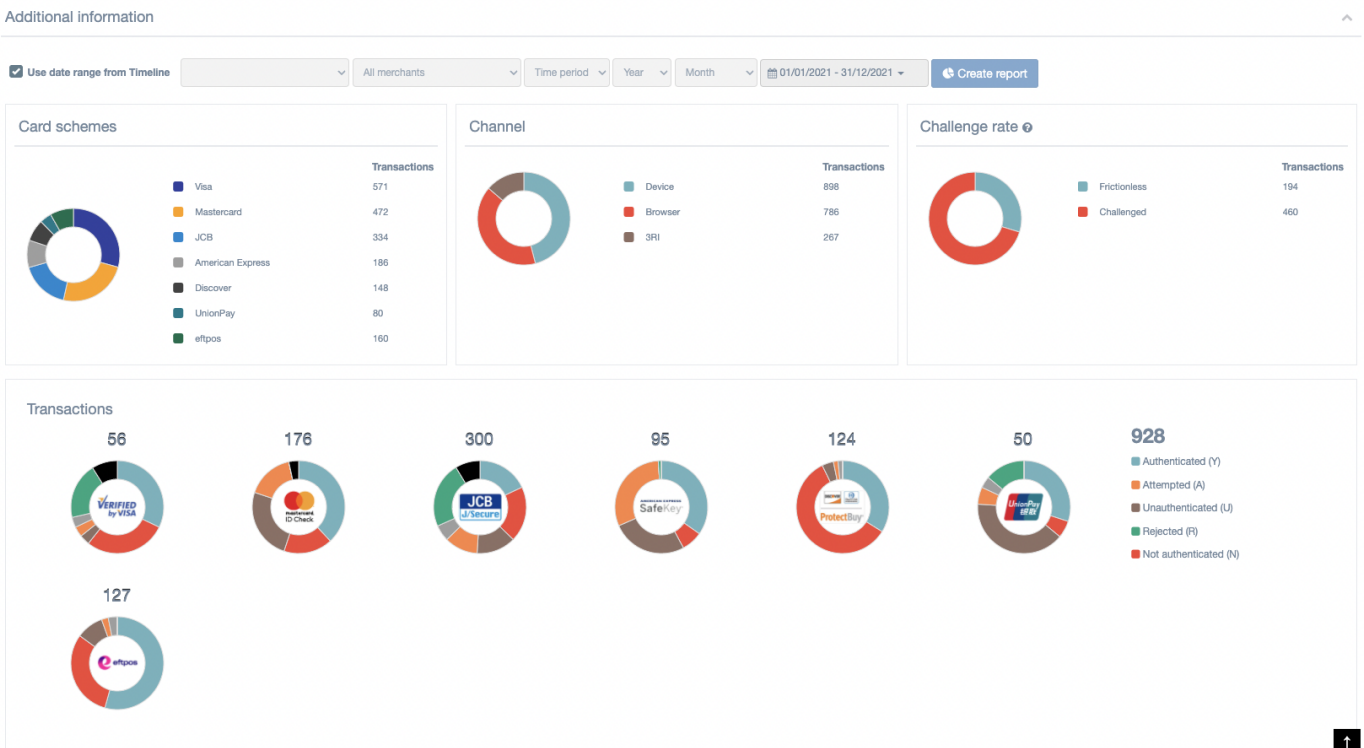 Additional information
Use date range from Timeline
All merchants
Time period
Year
Month
01/01/2021 - 31/12/2021
Create report
Card schemes
Transactions
Visa 571
Mastercard 472
JCB 334
American Express 186
Discover 148
UnionPay 80
eftpos 160
Channel
Transactions
Device 898
Browser 786
3RI 267
Challenge rate
Transactions
Frictionless 194
Challenged 460
Transactions
56
VERIFIED
by VISA
176
mastercard
ID Check
300
JCB
J/Secure
95
AMERICAN EXPRESS
SafeKey
124
ProtectBuy
50
UnionPay
银联
928
Authenticated (Y)
Attempted (A)
Unauthenticated (U)
Rejected (R)
Not authenticated (N)
127
eftpos